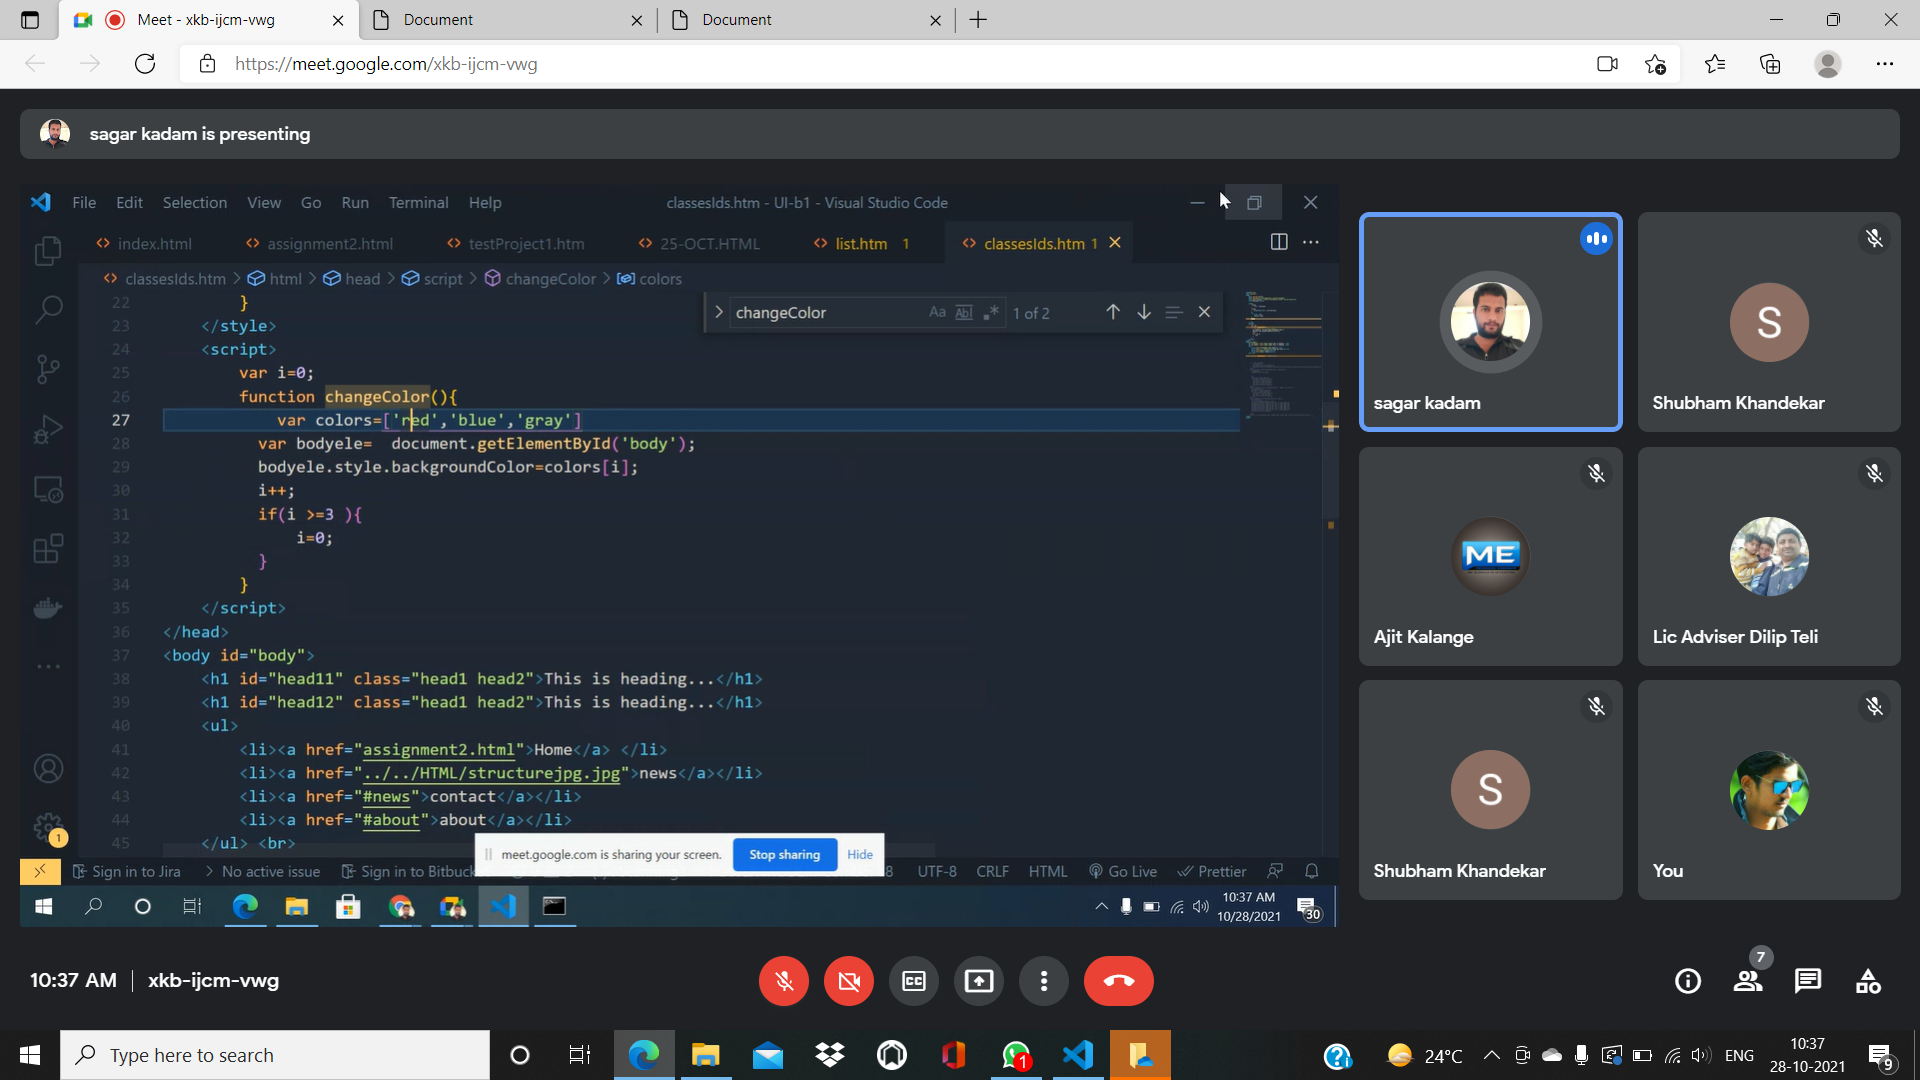 Meet - xkb-ijcm-vwg
Document
Document
https://meet.google.com/xkb-ijcm-vwg
sagar kadam is presenting
File Edit Selection View Go Run Terminal Help
classesIds.htm - UI-b1 - Visual Studio Code
index.html assignment2.html testProject1.htm 25-OCT.HTML list.htm 1 classesIds.htm 1
classesIds.htm > html > head > script > changeColor > colors
changeColor
Aa Ab| .* 1 of 2
22 }
23 </style>
24 <script>
25 var i=0;
26 function changeColor(){
27 var colors=['red','blue','gray']
28 var bodyele= document.getElementById('body');
29 bodyele.style.backgroundColor=colors[i];
30 i++;
31 if(i >=3 ){
32 i=0;
33 }
34 }
35 </script>
36 </head>
37 <body id="body">
38 <h1 id="head11" class="head1 head2">This is heading...</h1>
39 <h1 id="head12" class="head1 head2">This is heading...</h1>
40 <ul>
41 <li><a href="assignment2.html">Home</a> </li>
42 <li><a href="../../HTML/structurejpg.jpg">news</a></li>
43 <li><a href="#news">contact</a></li>
44 <li><a href="#about">about</a></li>
45 </ul> <br>
1
meet.google.com is sharing your screen. Stop sharing Hide
Sign in to Jira No active issue Sign in to Bitbuck 8 UTF-8 CRLF HTML Go Live Prettier
10:37 AM
10/28/2021
30
sagar kadam
S
Shubham Khandekar
ME
Ajit Kalange
Lic Adviser Dilip Teli
S
Shubham Khandekar
You
10:37 AM | xkb-ijcm-vwg
CC
7
Type here to search
1
24°C
ENG
10:37
28-10-2021
9